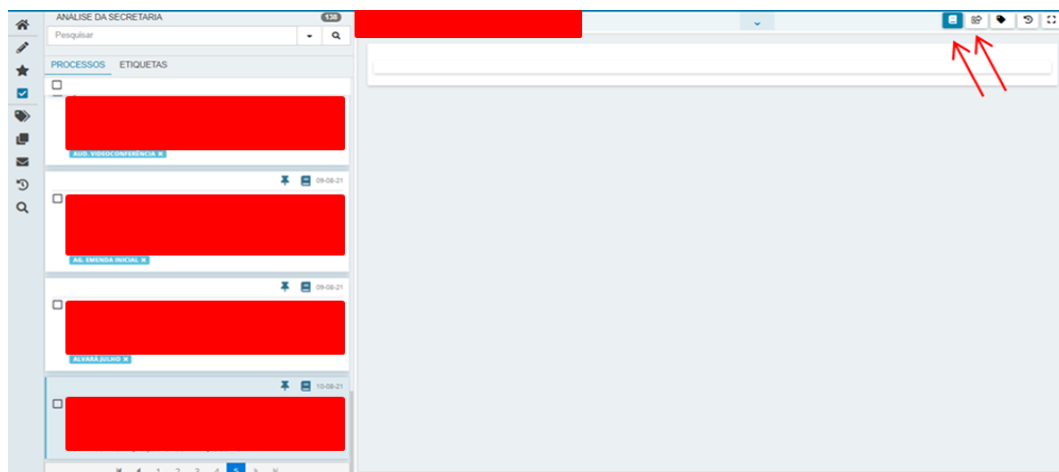 ANÁLISE DA SECRETARIA 138
Pesquisar
PROCESSOS ETIQUETAS
AUD. VIDEOCONFERÊNCIA ×
09-08-21
AG. EMENDA INICIAL ×
09-08-21
ALVARÁ JULHO ×
10-08-21
1 2 3 4 5